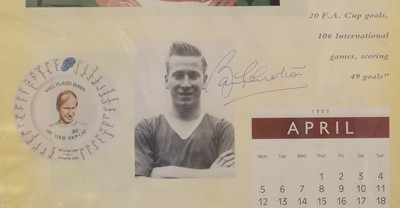 20 F.A. Cup goals,
106 International
games, scoring
49 goals"
1993
APRIL
MON TUE WED THU FRI SAT SUN
1 2 3 4
5 6 7 8 9 10 11
12 13 14 15 16 17 18